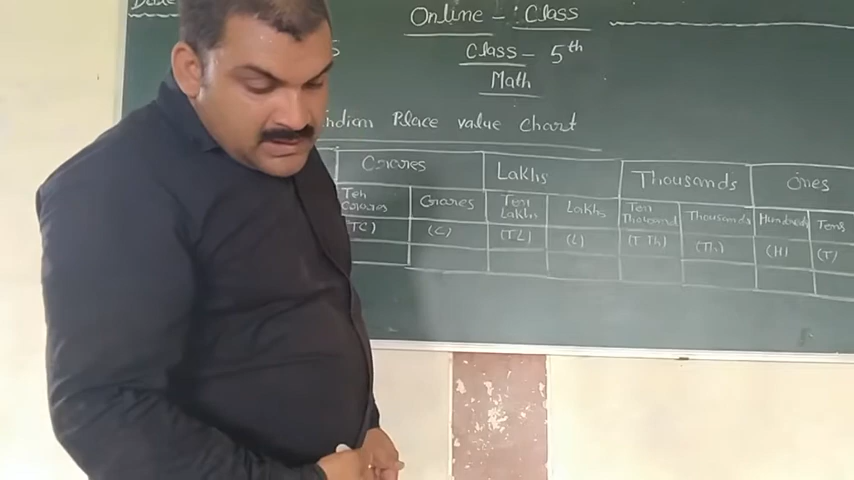 Date
Online - Class
Class - 5th
Math
Indian Place value chart
Crores Lakhs Thousands Ones
Ten Crores Crores Ten Lakhs Lakhs Ten Thousand Thousands Hundreds Tens
(TC) (C) (TL) (L) (T Th) (Th) (H) (T)